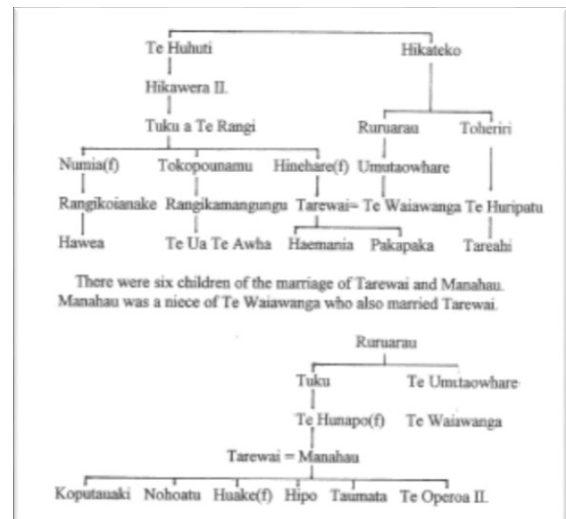 Te Huhuti Hikateko
Hikawera II.
Tuku a Te Rangi Ruruarau Toheriri
Numia(f) Tokopounamu Hinehare(f) Umutaowhare
Rangikoianake Rangikamangungu Tarewai= Te Waiawanga Te Huripatu
Hawea Te Ua Te Awha Haemania Pakapaka Tareahi
There were six children of the marriage of Tarewai and Manahau.
Manahau was a niece of Te Waiawanga who also married Tarewai.
Ruruarau
Tuku Te Umutaowhare
Te Hunapo(f) Te Waiawanga
Tarewai = Manahau
Koputauaki Nohoatu Huake(f) Hipo Taumata Te Operoa II.